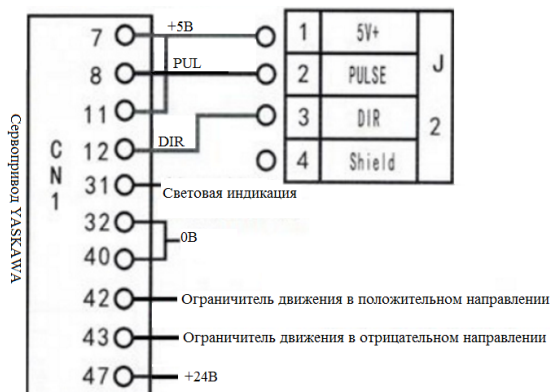 7 +5В 1 5V+
8 PUL 2 PULSE
11
12 DIR 3 DIR
4 Shield
J
2
31 Световая индикация
32
0В
40
42 Ограничитель движения в положительном направлении
43 Ограничитель движения в отрицательном направлении
47 +24В
CN1
Сервопривод YASKAWA